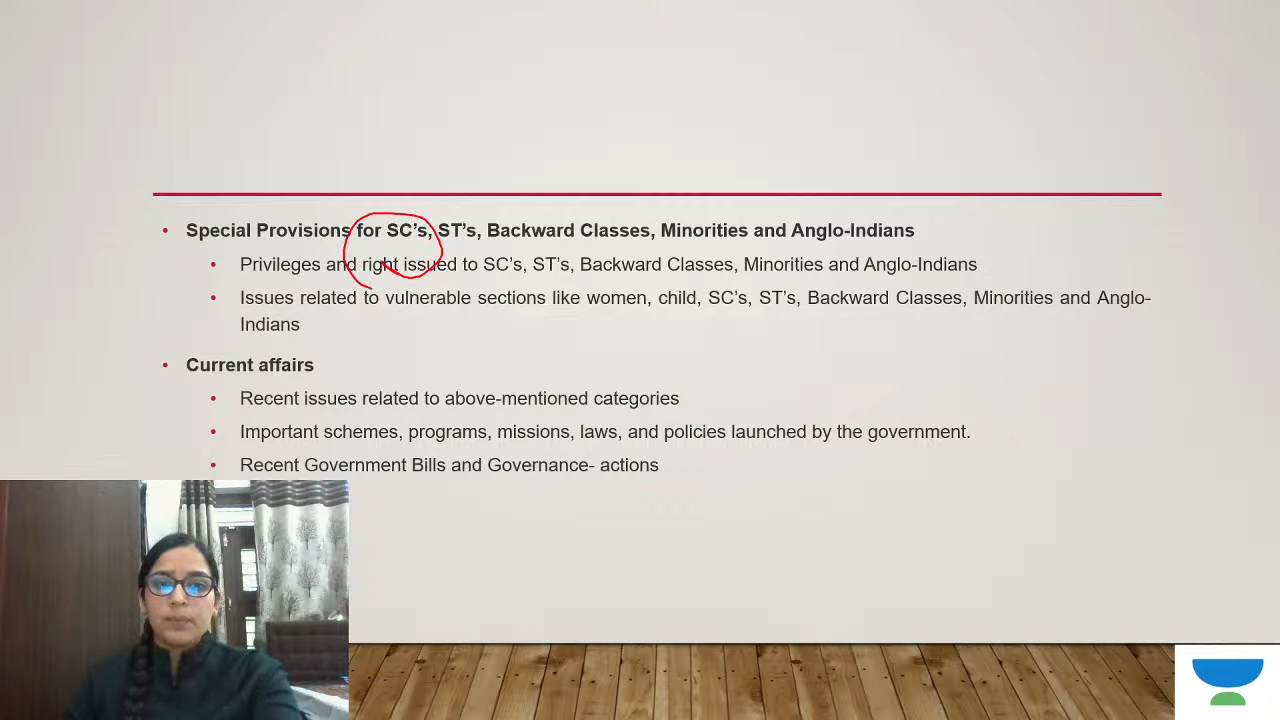 Special Provisions for SC's, ST's, Backward Classes, Minorities and Anglo-Indians
Privileges and right issued to SC's, ST's, Backward Classes, Minorities and Anglo-Indians
Issues related to vulnerable sections like women, child, SC's, ST's, Backward Classes, Minorities and Anglo-
Indians
Current affairs
Recent issues related to above-mentioned categories
Important schemes, programs, missions, laws, and policies launched by the government.
Recent Government Bills and Governance- actions